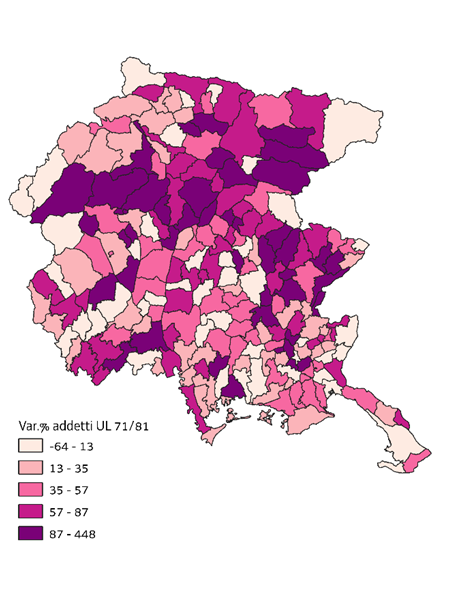 Var.% addetti UL 71/81
-64 - 13
13 - 35
35 - 57
57 - 87
87 - 448